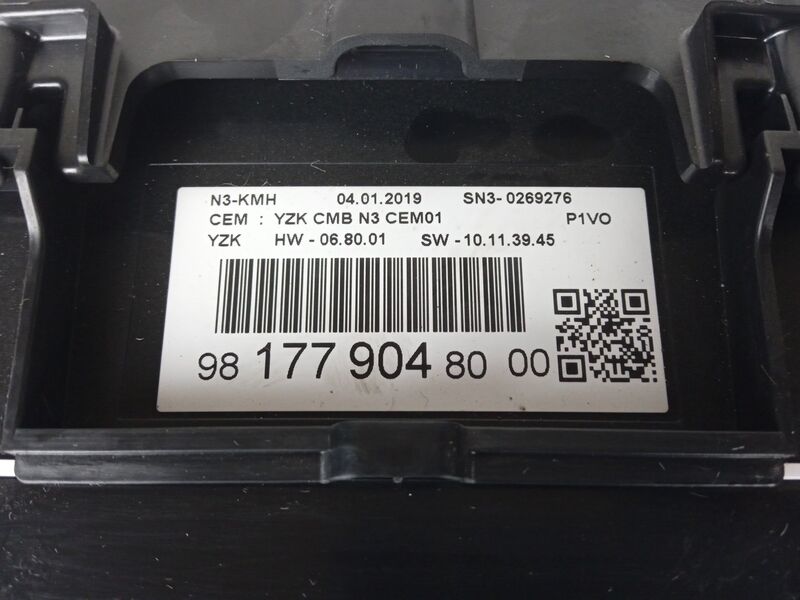 N3-KMH 04.01.2019 SN3- 0269276
CEM : YZK CMB N3 CEM01 P1VO
YZK HW - 06.80.01 SW - 10.11.39.45
98 177 904 80 00